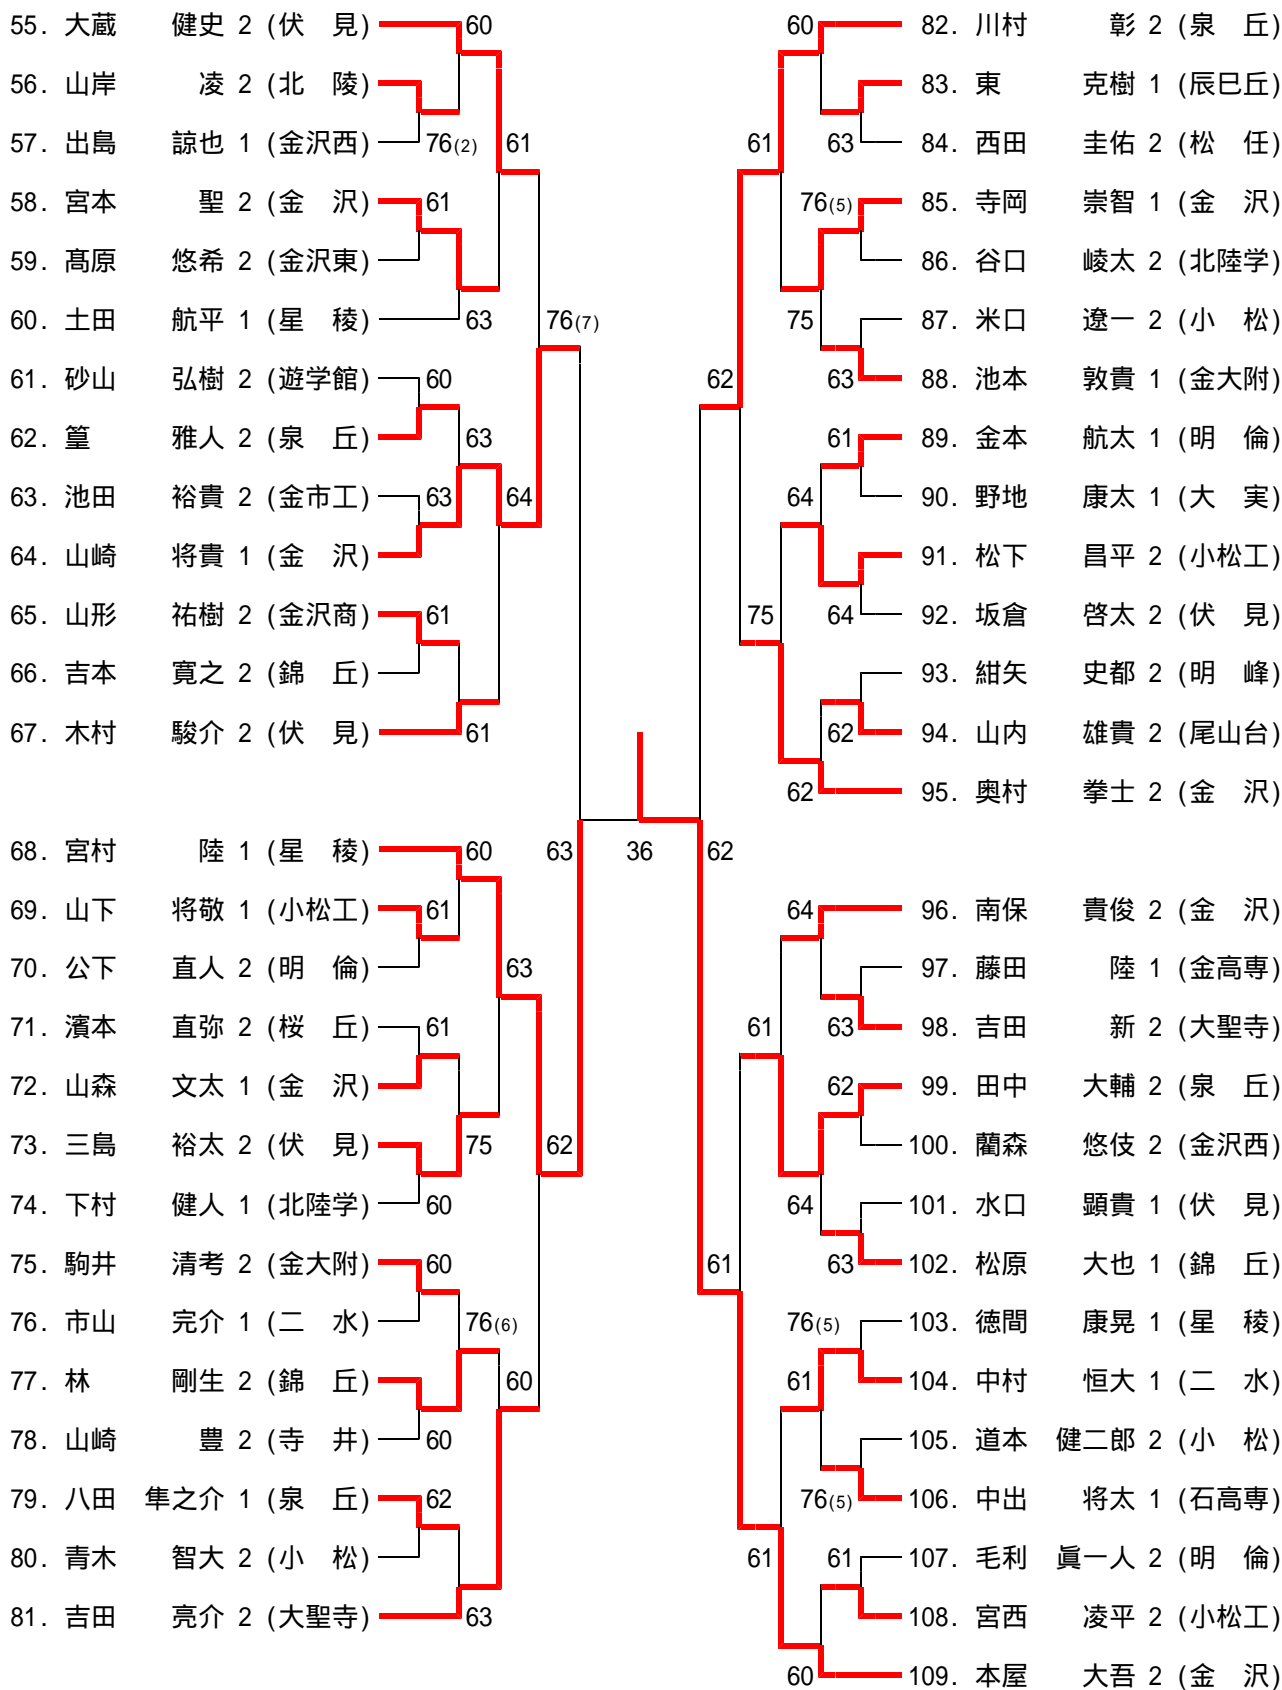 55. 大蔵 健史 2 (伏 見) 60
56. 山岸 凌 2 (北 陵)
57. 出島 諒也 1 (金沢西) 76(2) 61
58. 宮本 聖 2 (金 沢) 61
59. 髙原 悠希 2 (金沢東)
60. 土田 航平 1 (星 稜) 63 76(7)
61. 砂山 弘樹 2 (遊学館) 60
62. 篁 雅人 2 (泉 丘) 63
63. 池田 裕貴 2 (金市工) 63 64
64. 山崎 将貴 1 (金 沢)
65. 山形 祐樹 2 (金沢商) 61
66. 吉本 寛之 2 (錦 丘)
67. 木村 駿介 2 (伏 見) 61
68. 宮村 陸 1 (星 稜) 60 63 36
69. 山下 将敬 1 (小松工) 61
70. 公下 直人 2 (明 倫) 63
71. 濱本 直弥 2 (桜 丘) 61
72. 山森 文太 1 (金 沢)
73. 三島 裕太 2 (伏 見) 75 62
74. 下村 健人 1 (北陸学) 60
75. 駒井 清考 2 (金大附) 60
76. 市山 完介 1 (二 水) 76(6)
77. 林 剛生 2 (錦 丘) 60
78. 山崎 豊 2 (寺 井) 60
79. 八田 隼之介 1 (泉 丘) 62
80. 青木 智大 2 (小 松)
81. 吉田 亮介 2 (大聖寺) 63
60 82. 川村 彰 2 (泉 丘)
83. 東 克樹 1 (辰巳丘)
61 63 84. 西田 圭佑 2 (松 任)
76(5) 85. 寺岡 崇智 1 (金 沢)
86. 谷口 崚太 2 (北陸学)
75 87. 米口 遼一 2 (小 松)
62 63 88. 池本 敦貴 1 (金大附)
61 89. 金本 航太 1 (明 倫)
64 90. 野地 康太 1 (大 実)
91. 松下 昌平 2 (小松工)
75 64 92. 坂倉 啓太 2 (伏 見)
93. 紺矢 史都 2 (明 峰)
62 94. 山内 雄貴 2 (尾山台)
62 95. 奥村 拳士 2 (金 沢)
62
64 96. 南保 貴俊 2 (金 沢)
97. 藤田 陸 1 (金高専)
61 63 98. 吉田 新 2 (大聖寺)
62 99. 田中 大輔 2 (泉 丘)
100. 藺森 悠伎 2 (金沢西)
64 101. 水口 顕貴 1 (伏 見)
61 63 102. 松原 大也 1 (錦 丘)
76(5) 103. 徳間 康晃 1 (星 稜)
61 104. 中村 恒大 1 (二 水)
105. 道本 健二郎 2 (小 松)
76(5) 106. 中出 将太 1 (石高専)
61 61 107. 毛利 眞一人 2 (明 倫)
108. 宮西 凌平 2 (小松工)
60 109. 本屋 大吾 2 (金 沢)